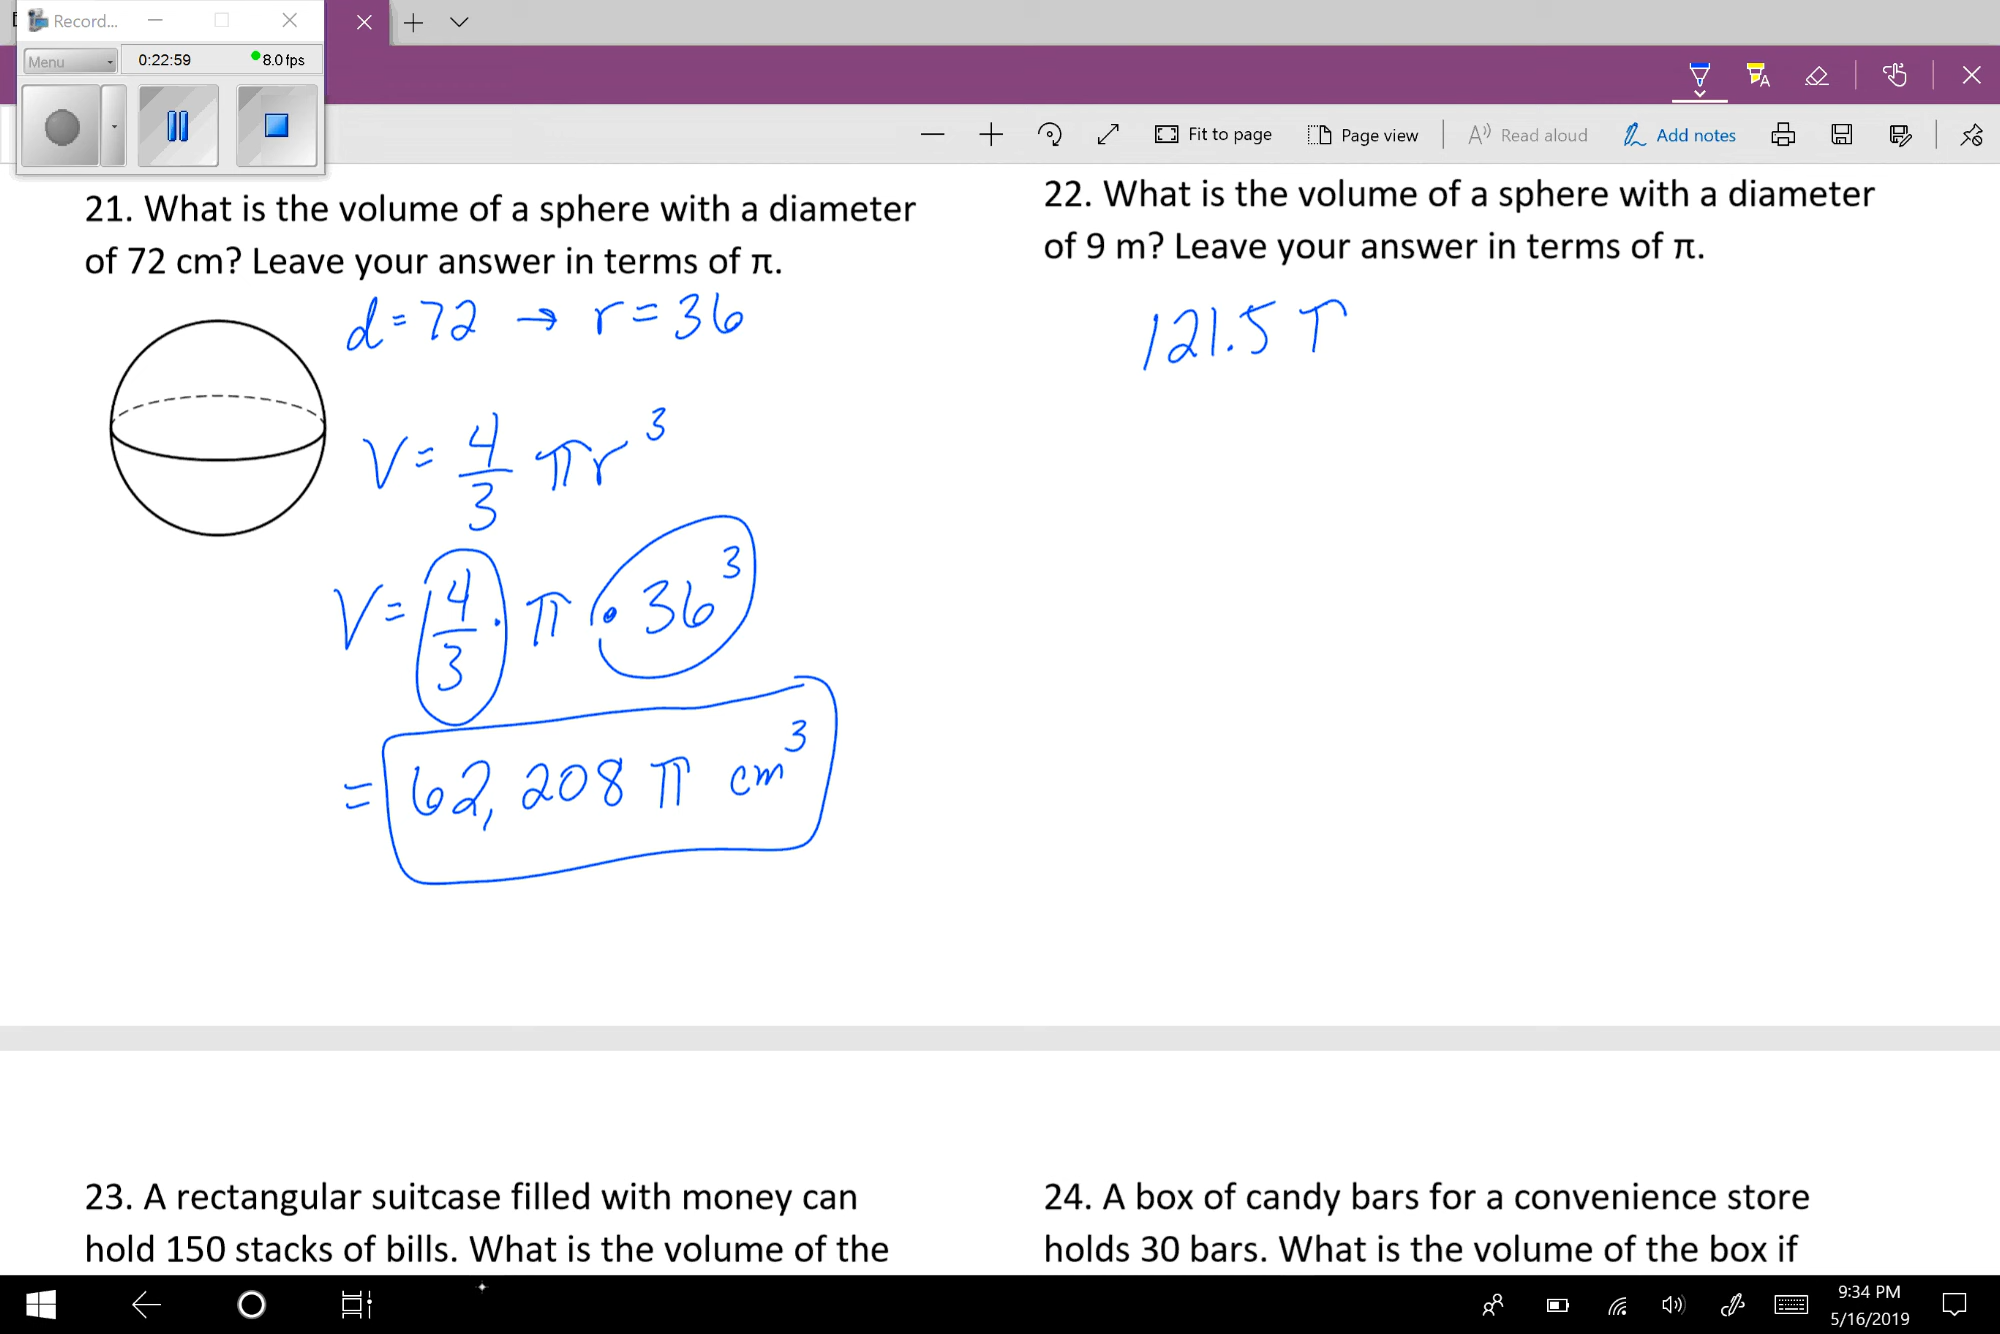 Record...
Menu
0:22:59
8.0 fps
Fit to page
Page view
Read aloud
Add notes
21. What is the volume of a sphere with a diameter
of 72 cm? Leave your answer in terms of π.
d = 72 → r = 36
V = 4/3 πr³
V = 4/3 · π · 36³
= 62,208 π cm³
22. What is the volume of a sphere with a diameter
of 9 m? Leave your answer in terms of π.
121.5
23. A rectangular suitcase filled with money can
hold 150 stacks of bills. What is the volume of the
24. A box of candy bars for a convenience store
holds 30 bars. What is the volume of the box if
9:34 PM
5/16/2019